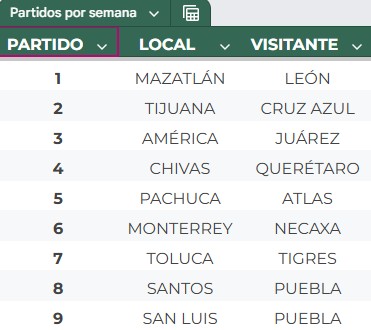 Partidos por semana
PARTIDO LOCAL VISITANTE
1 MAZATLÁN LEÓN
2 TIJUANA CRUZ AZUL
3 AMÉRICA JUÁREZ
4 CHIVAS QUERÉTARO
5 PACHUCA ATLAS
6 MONTERREY NECAXA
7 TOLUCA TIGRES
8 SANTOS PUEBLA
9 SAN LUIS PUEBLA